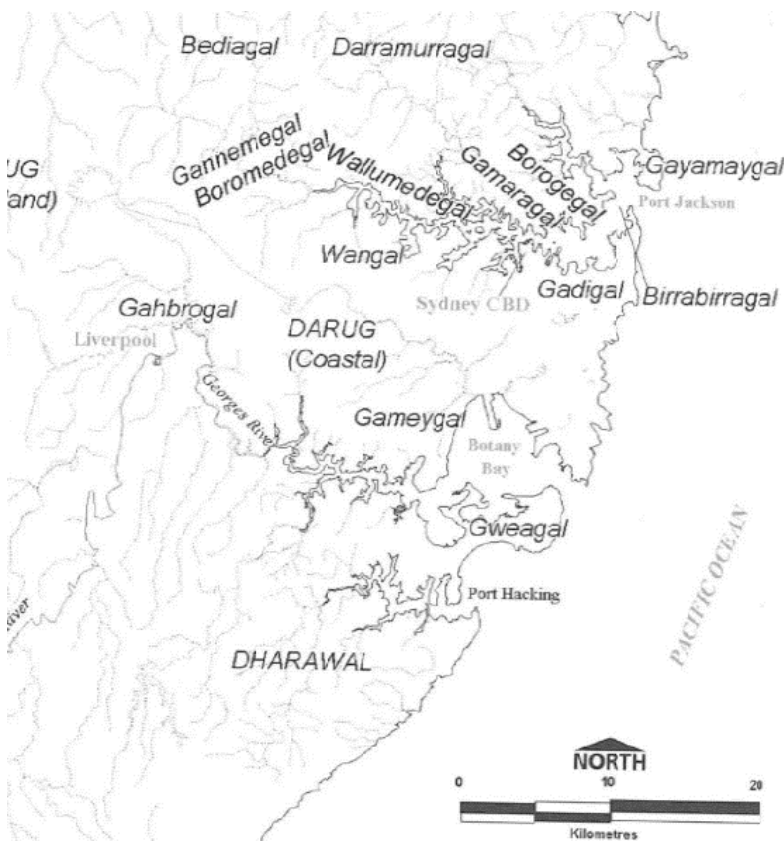 Bediagal
Darramurragal
Gannemegal
Boromedegal
Wallumedegal
Gamaragal
Borogegal
Gayamaygal
Port Jackson
UG
and)
Wangal
Sydney CBD
Gadigal
Birrabirragal
Gahbrogal
Liverpool
DARUG
(Coastal)
Georges River
Gameygal
Botany
Bay
Gweagal
Port Hacking
DHARAWAL
PACIFIC OCEAN
NORTH
0 10 20
Kilometres